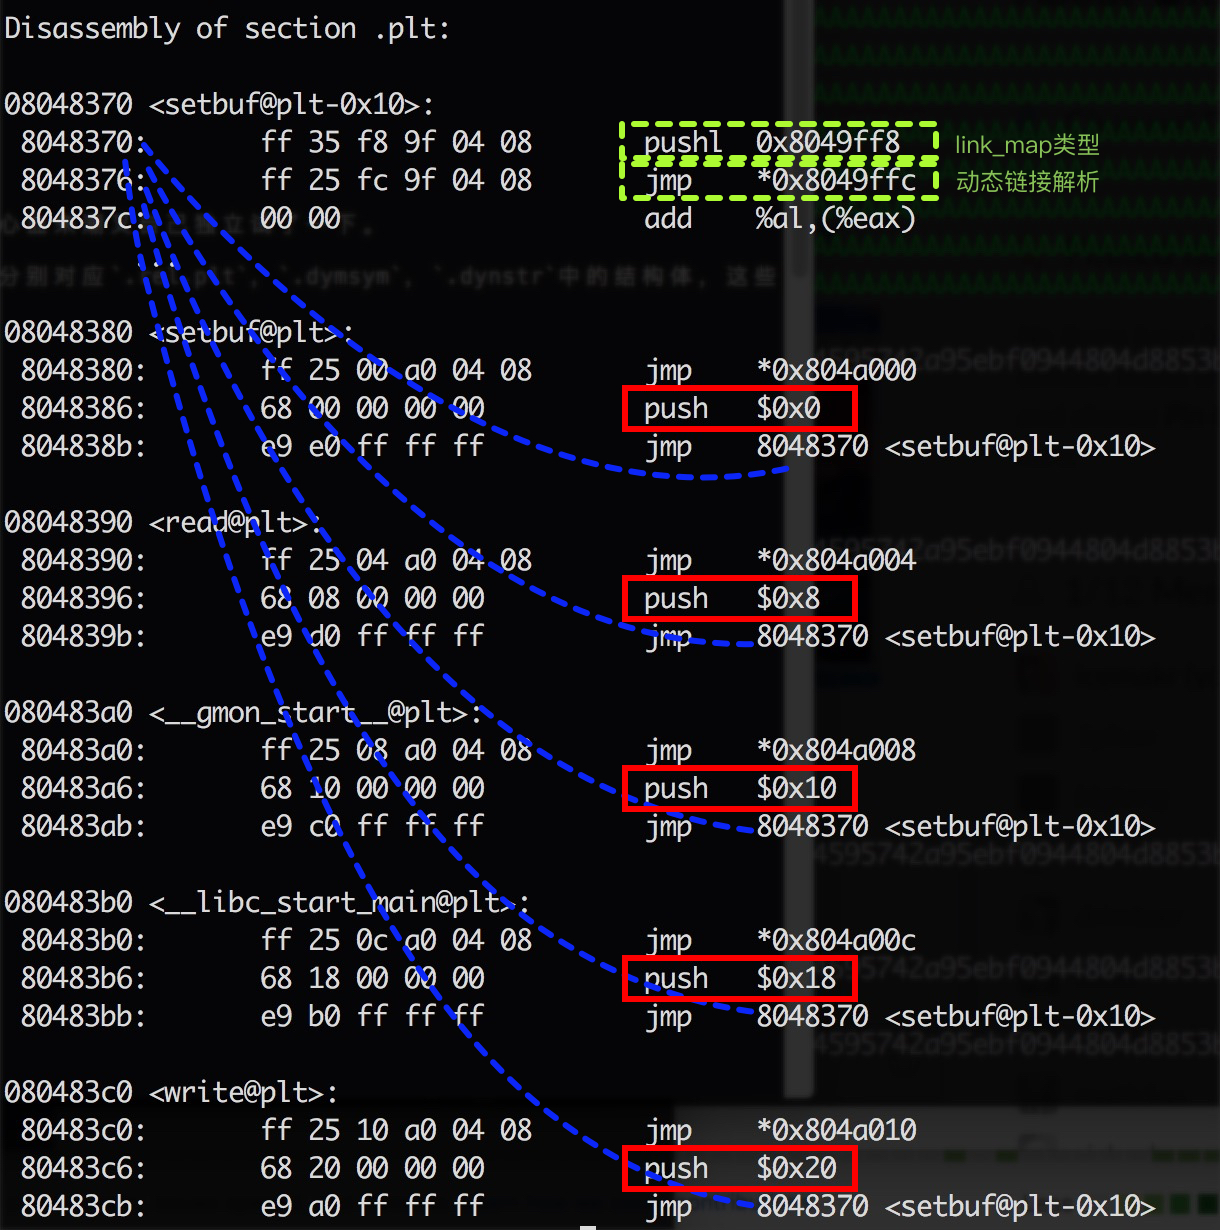 Disassembly of section .plt:
08048370 <setbuf@plt-0x10>:
8048370: ff 35 f8 9f 04 08 pushl 0x8049ff8 link_map类型
8048376: ff 25 fc 9f 04 08 jmp *0x8049ffc 动态链接解析
804837c: 00 00 add %al,(%eax)
...
08048380 <setbuf@plt>:
8048380: ff 25 00 a0 04 08 jmp *0x804a000
8048386: 68 00 00 00 00 push $0x0
804838b: e9 e0 ff ff ff jmp 8048370 <setbuf@plt-0x10>
08048390 <read@plt>:
8048390: ff 25 04 a0 04 08 jmp *0x804a004
8048396: 68 08 00 00 00 push $0x8
804839b: e9 d0 ff ff ff jmp 8048370 <setbuf@plt-0x10>
080483a0 <__gmon_start__@plt>:
80483a0: ff 25 08 a0 04 08 jmp *0x804a008
80483a6: 68 10 00 00 00 push $0x10
80483ab: e9 c0 ff ff ff jmp 8048370 <setbuf@plt-0x10>
080483b0 <__libc_start_main@plt>:
80483b0: ff 25 0c a0 04 08 jmp *0x804a00c
80483b6: 68 18 00 00 00 push $0x18
80483bb: e9 b0 ff ff ff jmp 8048370 <setbuf@plt-0x10>
080483c0 <write@plt>:
80483c0: ff 25 10 a0 04 08 jmp *0x804a010
80483c6: 68 20 00 00 00 push $0x20
80483cb: e9 a0 ff ff ff jmp 8048370 <setbuf@plt-0x10>